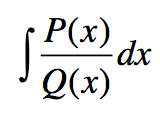 ∫ P(x)/Q(x) dx